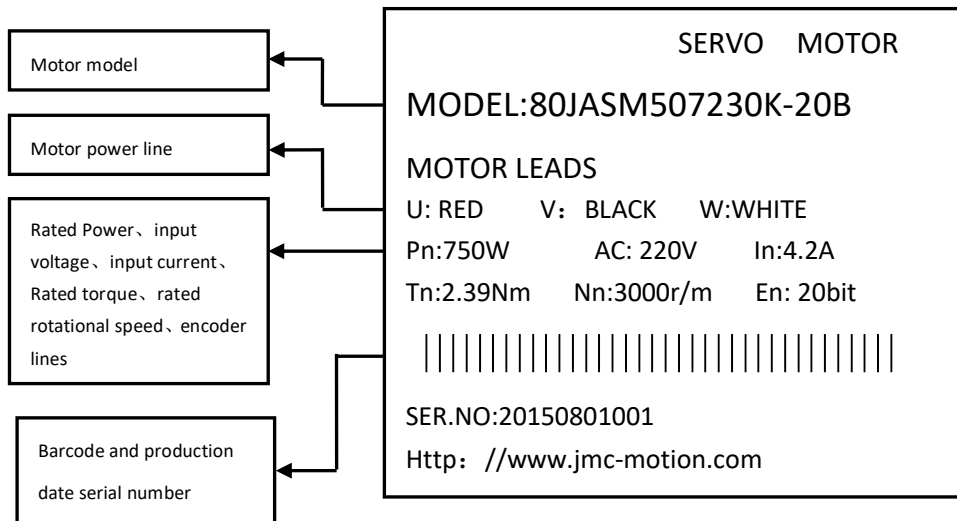 Motor model
Motor power line
Rated Power、input
voltage、input current、
Rated torque、rated
rotational speed、encoder
lines
Barcode and production
date serial number
SERVO MOTOR
MODEL:80JASM507230K-20B
MOTOR LEADS
U: RED V： BLACK W:WHITE
Pn:750W AC: 220V In:4.2A
Tn:2.39Nm Nn:3000r/m En: 20bit
SER.NO:20150801001
Http：//www.jmc-motion.com